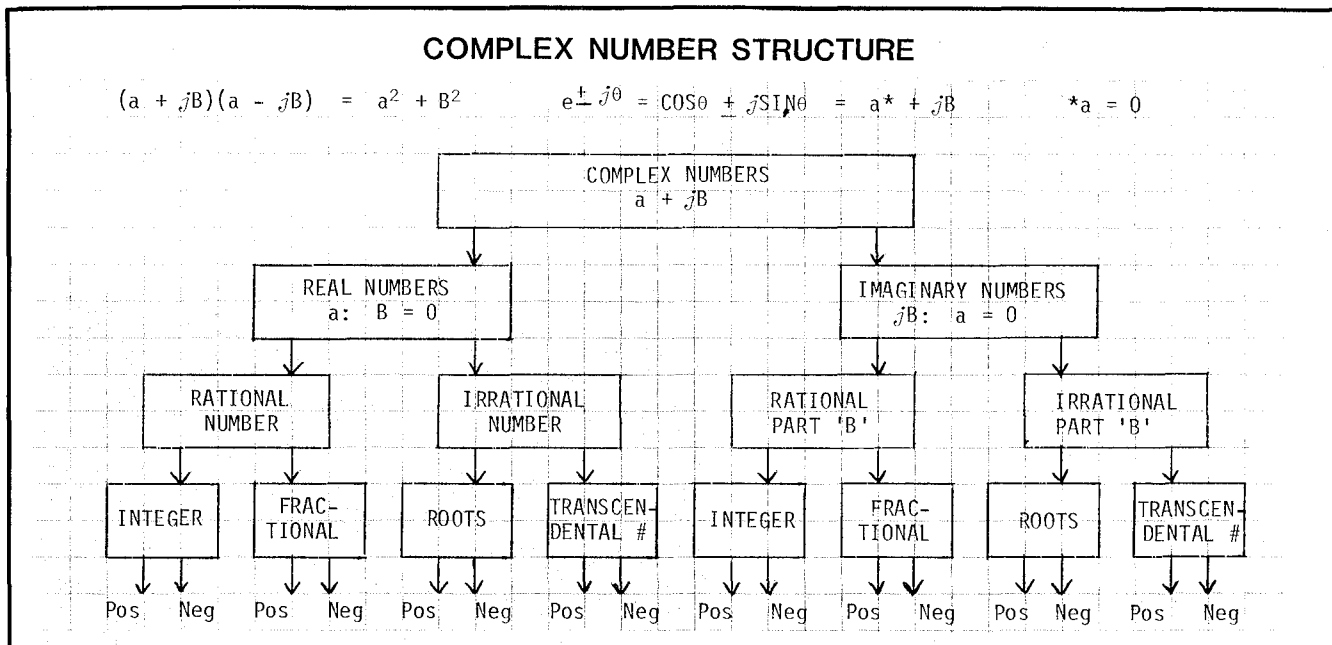 COMPLEX NUMBER STRUCTURE
(a + jB)(a - jB) = a² + B² e^± jθ = COSθ ± jSINθ = a* + jB *a = 0
COMPLEX NUMBERS
a + jB
REAL NUMBERS
a: B = 0
IMAGINARY NUMBERS
jB: a = 0
RATIONAL
NUMBER
IRRATIONAL
NUMBER
RATIONAL
PART 'B'
IRRATIONAL
PART 'B'
INTEGER
FRAC-
TIONAL
ROOTS
TRANSCEN-
DENTAL #
INTEGER
FRAC-
TIONAL
ROOTS
TRANSCEN-
DENTAL #
Pos Neg Pos Neg Pos Neg Pos Neg Pos Neg Pos Neg Pos Neg Pos Neg